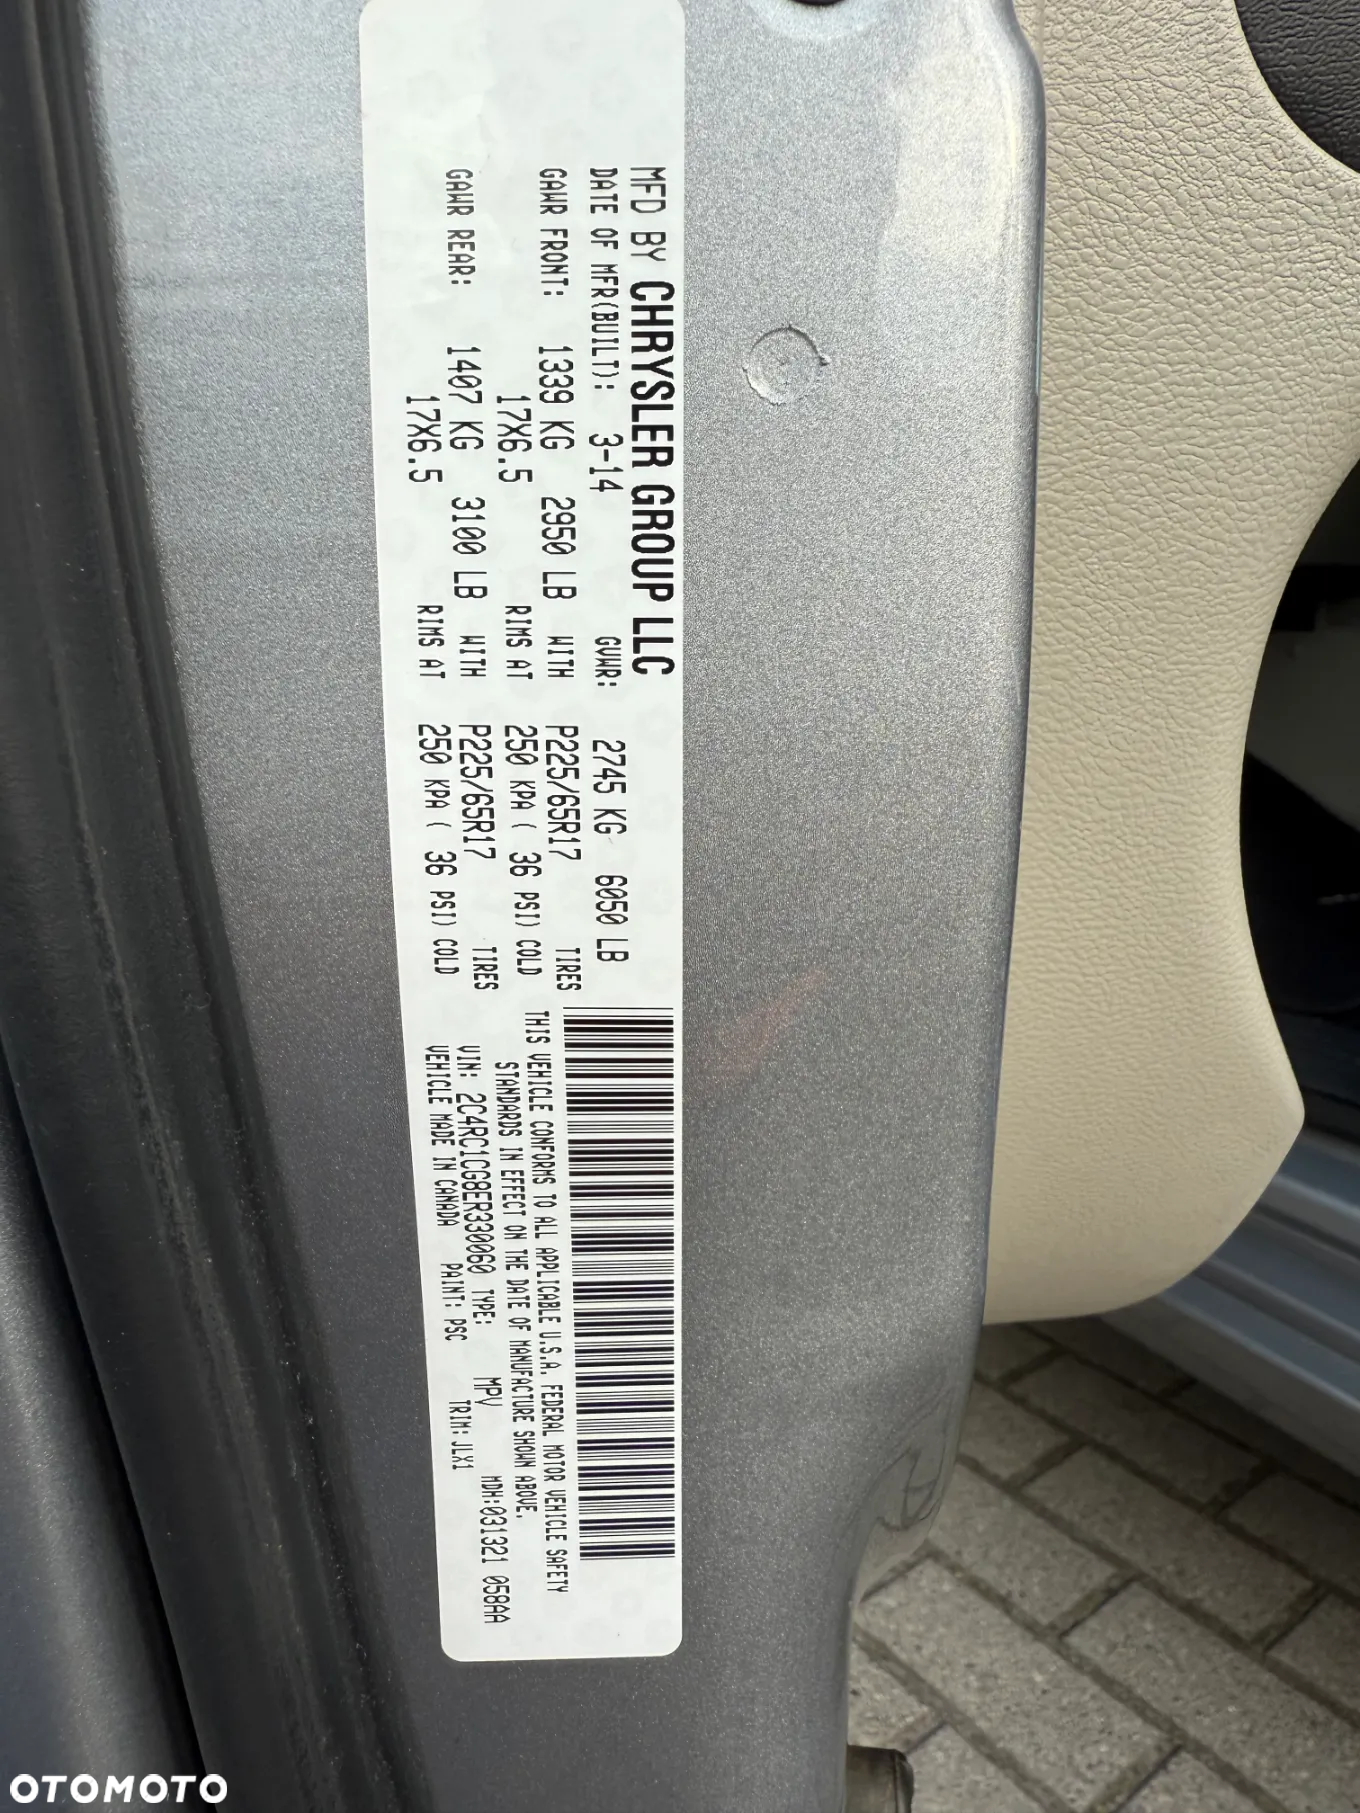 MFD BY CHRYSLER GROUP LLC
DATE OF MFR(BUILT): 3-14 GVWR: 2745 KG 6050 LB
GAWR FRONT: 1339 KG 2950 LB WITH P225/65R17 TIRES
17X6.5 RIMS AT 250 KPA ( 36 PSI) COLD
GAWR REAR: 1407 KG 3100 LB WITH P225/65R17 TIRES
17X6.5 RIMS AT 250 KPA ( 36 PSI) COLD
THIS VEHICLE CONFORMS TO ALL APPLICABLE U.S.A. FEDERAL MOTOR VEHICLE SAFETY
STANDARDS IN EFFECT ON THE DATE OF MANUFACTURE SHOWN ABOVE.
VIN: 2C4RC1CG8ER330060 TYPE: MPV MDH:031321 058AA
VEHICLE MADE IN CANADA PAINT: PSC TRIM:JLX1
OTOMOTO